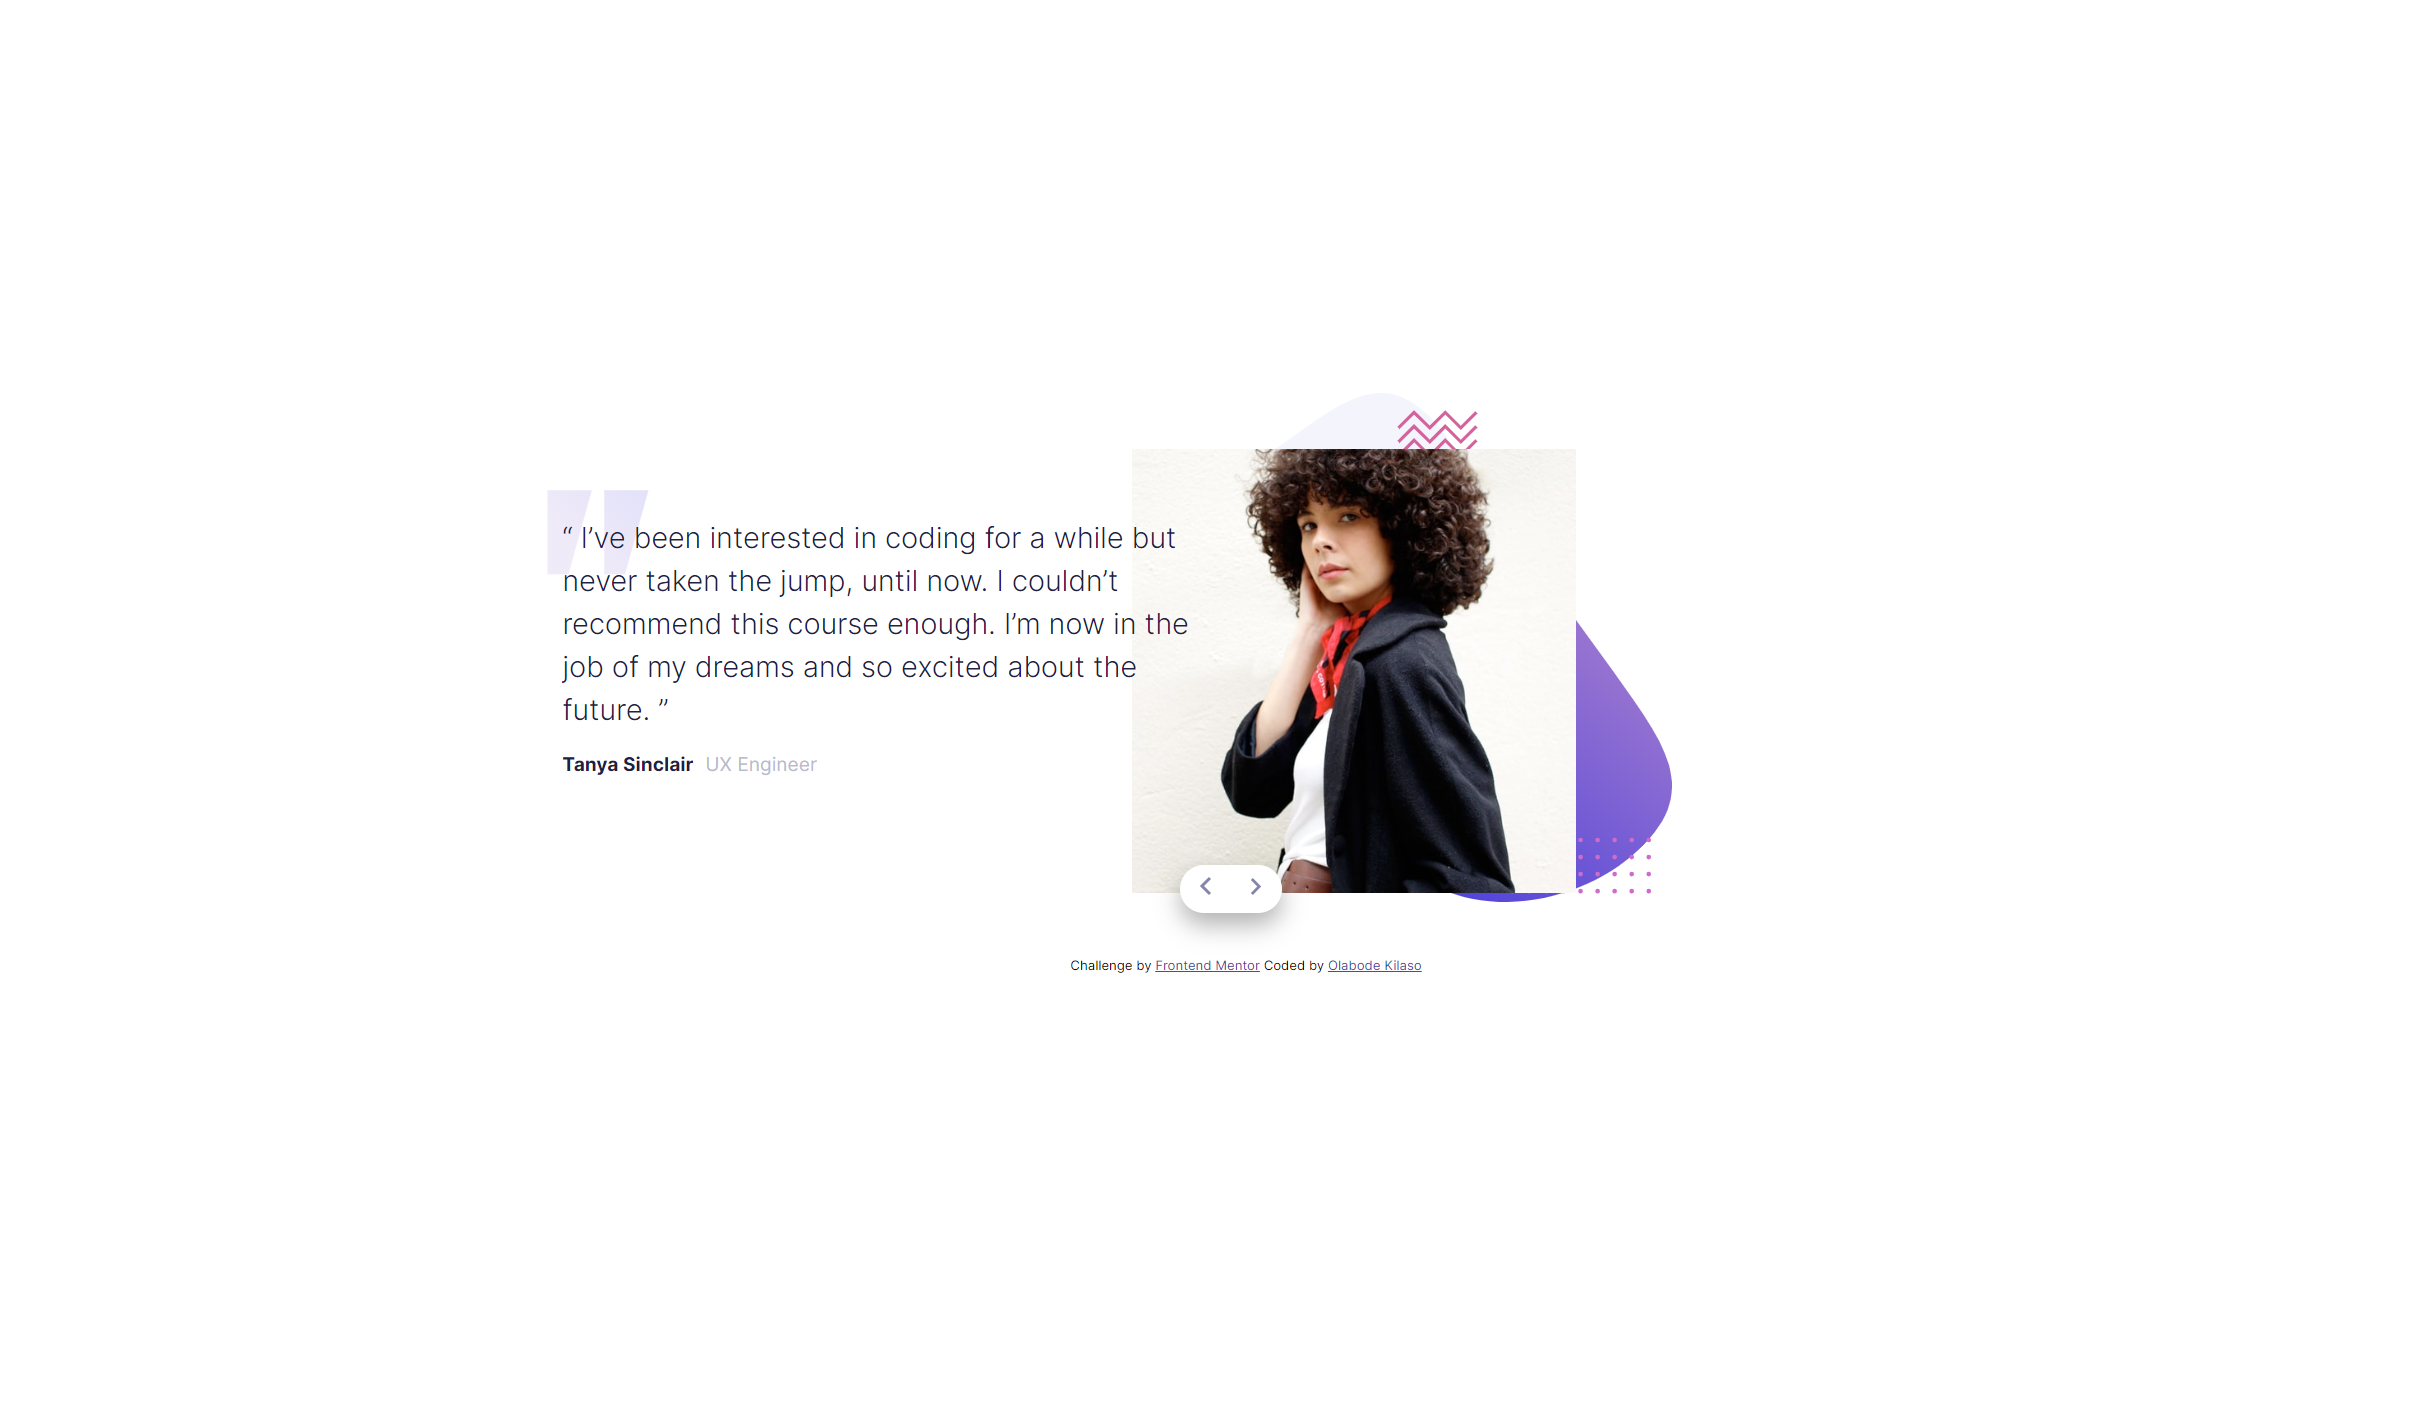 “ I’ve been interested in coding for a while but
never taken the jump, until now. I couldn’t
recommend this course enough. I’m now in the
job of my dreams and so excited about the
future. ”
Tanya Sinclair UX Engineer
Challenge by Frontend Mentor Coded by Olabode Kilaso